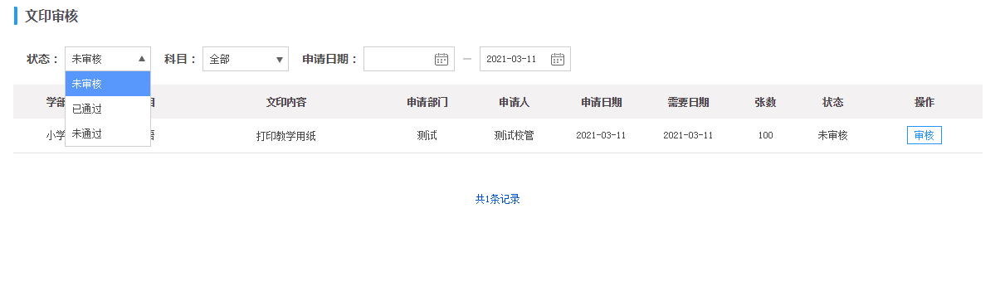 文印审核
状态： 未审核 科目： 全部 申请日期： — 2021-03-11
未审核
已通过
未通过
学部 目 文印内容 申请部门 申请人 申请日期 需要日期 张数 状态 操作
小学 语 打印教学用纸 测试 测试校管 2021-03-11 2021-03-11 100 未审核 审核
共1条记录